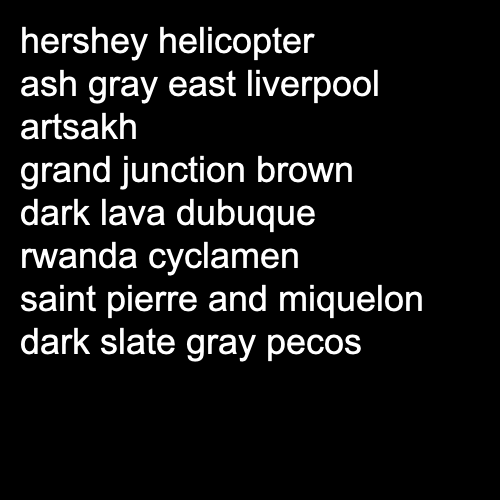 hershey helicopter
ash gray east liverpool
artsakh
grand junction brown
dark lava dubuque
rwanda cyclamen
saint pierre and miquelon
dark slate gray pecos